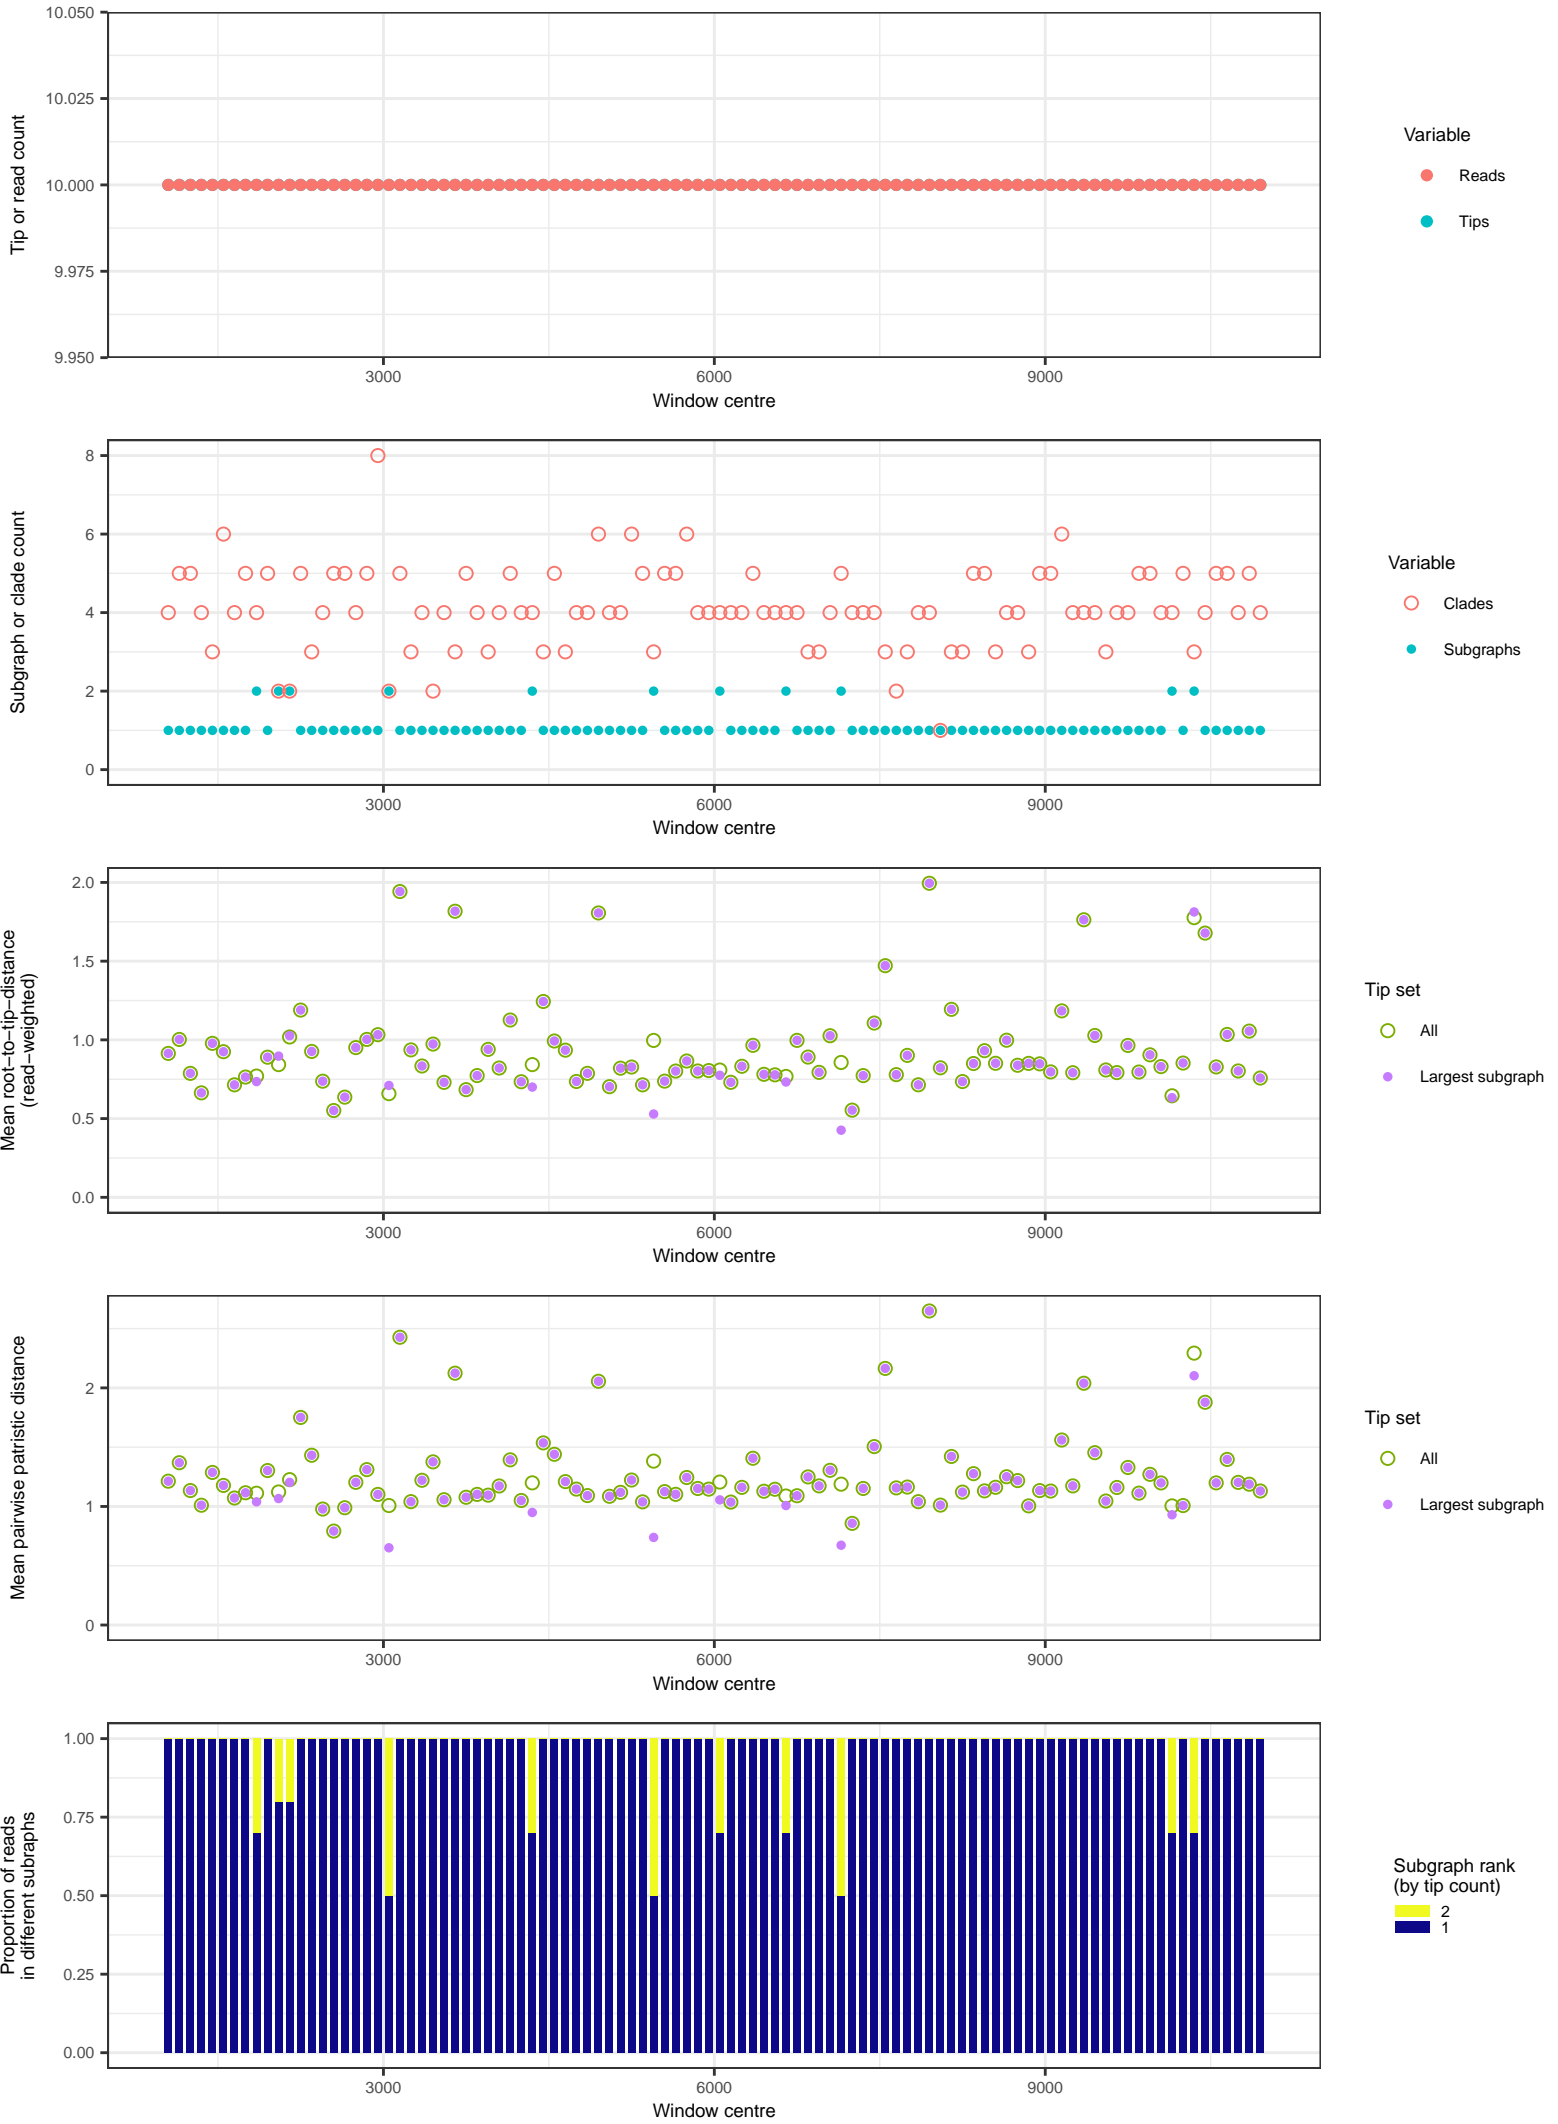 10.050
10.025
10.000
9.975
9.950
Tip or read count
3000
6000
9000
Window centre
Variable
Reads
Tips
8
6
4
2
0
Subgraph or clade count
3000
6000
9000
Window centre
Variable
Clades
Subgraphs
2.0
1.5
1.0
0.5
0.0
Mean root−to−tip−distance
(read−weighted)
3000
6000
9000
Window centre
Tip set
All
Largest subgraph
2
1
0
Mean pairwise patristic distance
3000
6000
9000
Window centre
Tip set
All
Largest subgraph
1.00
0.75
0.50
0.25
0.00
Proportion of reads
in different subraphs
3000
6000
9000
Window centre
Subgraph rank
(by tip count)
2
1